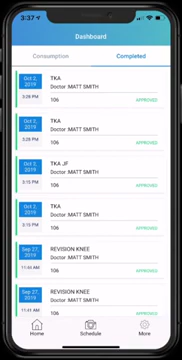 3:37
Dashboard
Consumption Completed
Oct 2, 2019 TKA
Doctor :MATT SMITH
3:29 PM 106 APPROVED
Oct 2, 2019 TKA
Doctor :MATT SMITH
3:28 PM 106 APPROVED
Oct 2, 2019 TKA JF
Doctor :MATT SMITH
3:15 PM 106 APPROVED
Oct 2, 2019 TKA
Doctor :MATT SMITH
3:15 PM 106 APPROVED
Sep 27, 2019 REVISION KNEE
Doctor :MATT SMITH
11:44 AM 106 APPROVED
Sep 27, 2019 REVISION KNEE
Doctor :MATT SMITH
106 APPROVED
Home Schedule More